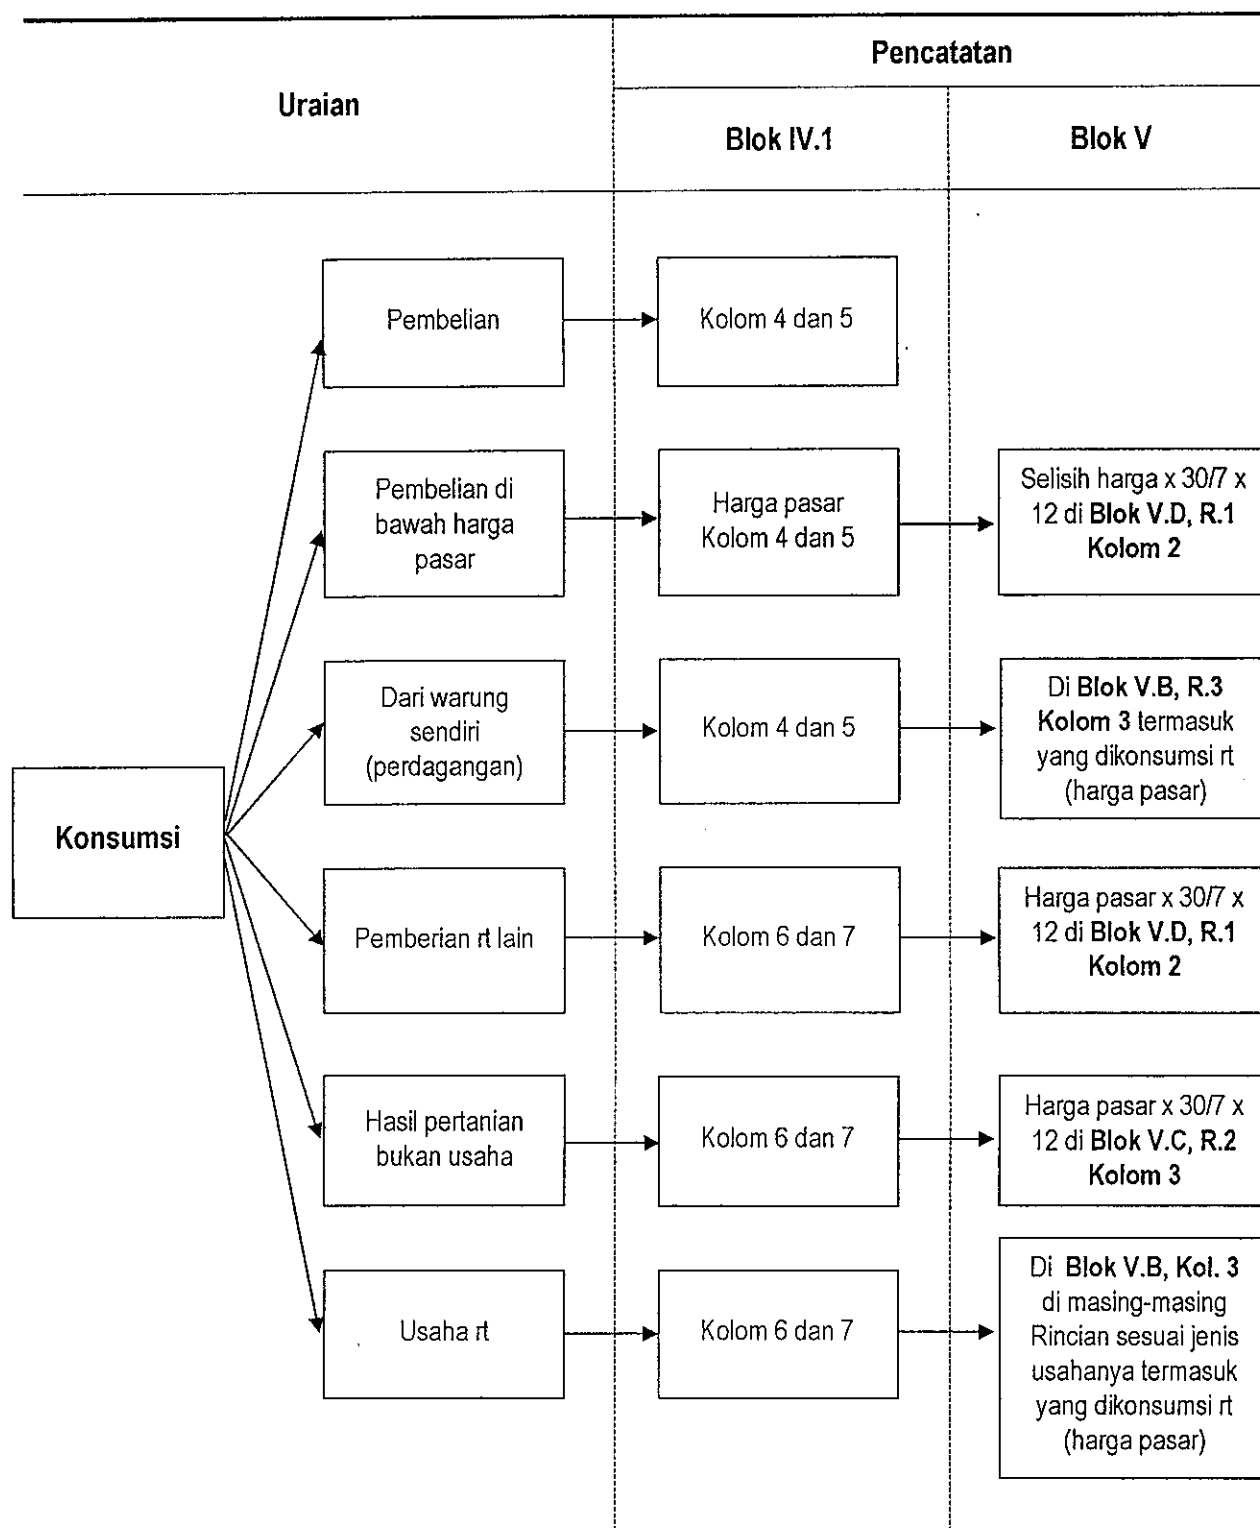 Uraian
Pencatatan
Blok IV.1
Blok V
Konsumsi
Pembelian
Kolom 4 dan 5
Pembelian di
bawah harga
pasar
Harga pasar
Kolom 4 dan 5
Selisih harga x 30/7 x
12 di Blok V.D, R.1
Kolom 2
Dari warung
sendiri
(perdagangan)
Kolom 4 dan 5
Di Blok V.B, R.3
Kolom 3 termasuk
yang dikonsumsi rt
(harga pasar)
Pemberian rt lain
Kolom 6 dan 7
Harga pasar x 30/7 x
12 di Blok V.D, R.1
Kolom 2
Hasil pertanian
bukan usaha
Kolom 6 dan 7
Harga pasar x 30/7 x
12 di Blok V.C, R.2
Kolom 3
Usaha rt
Kolom 6 dan 7
Di Blok V.B, Kol. 3
di masing-masing
Rincian sesuai jenis
usahanya termasuk
yang dikonsumsi rt
(harga pasar)